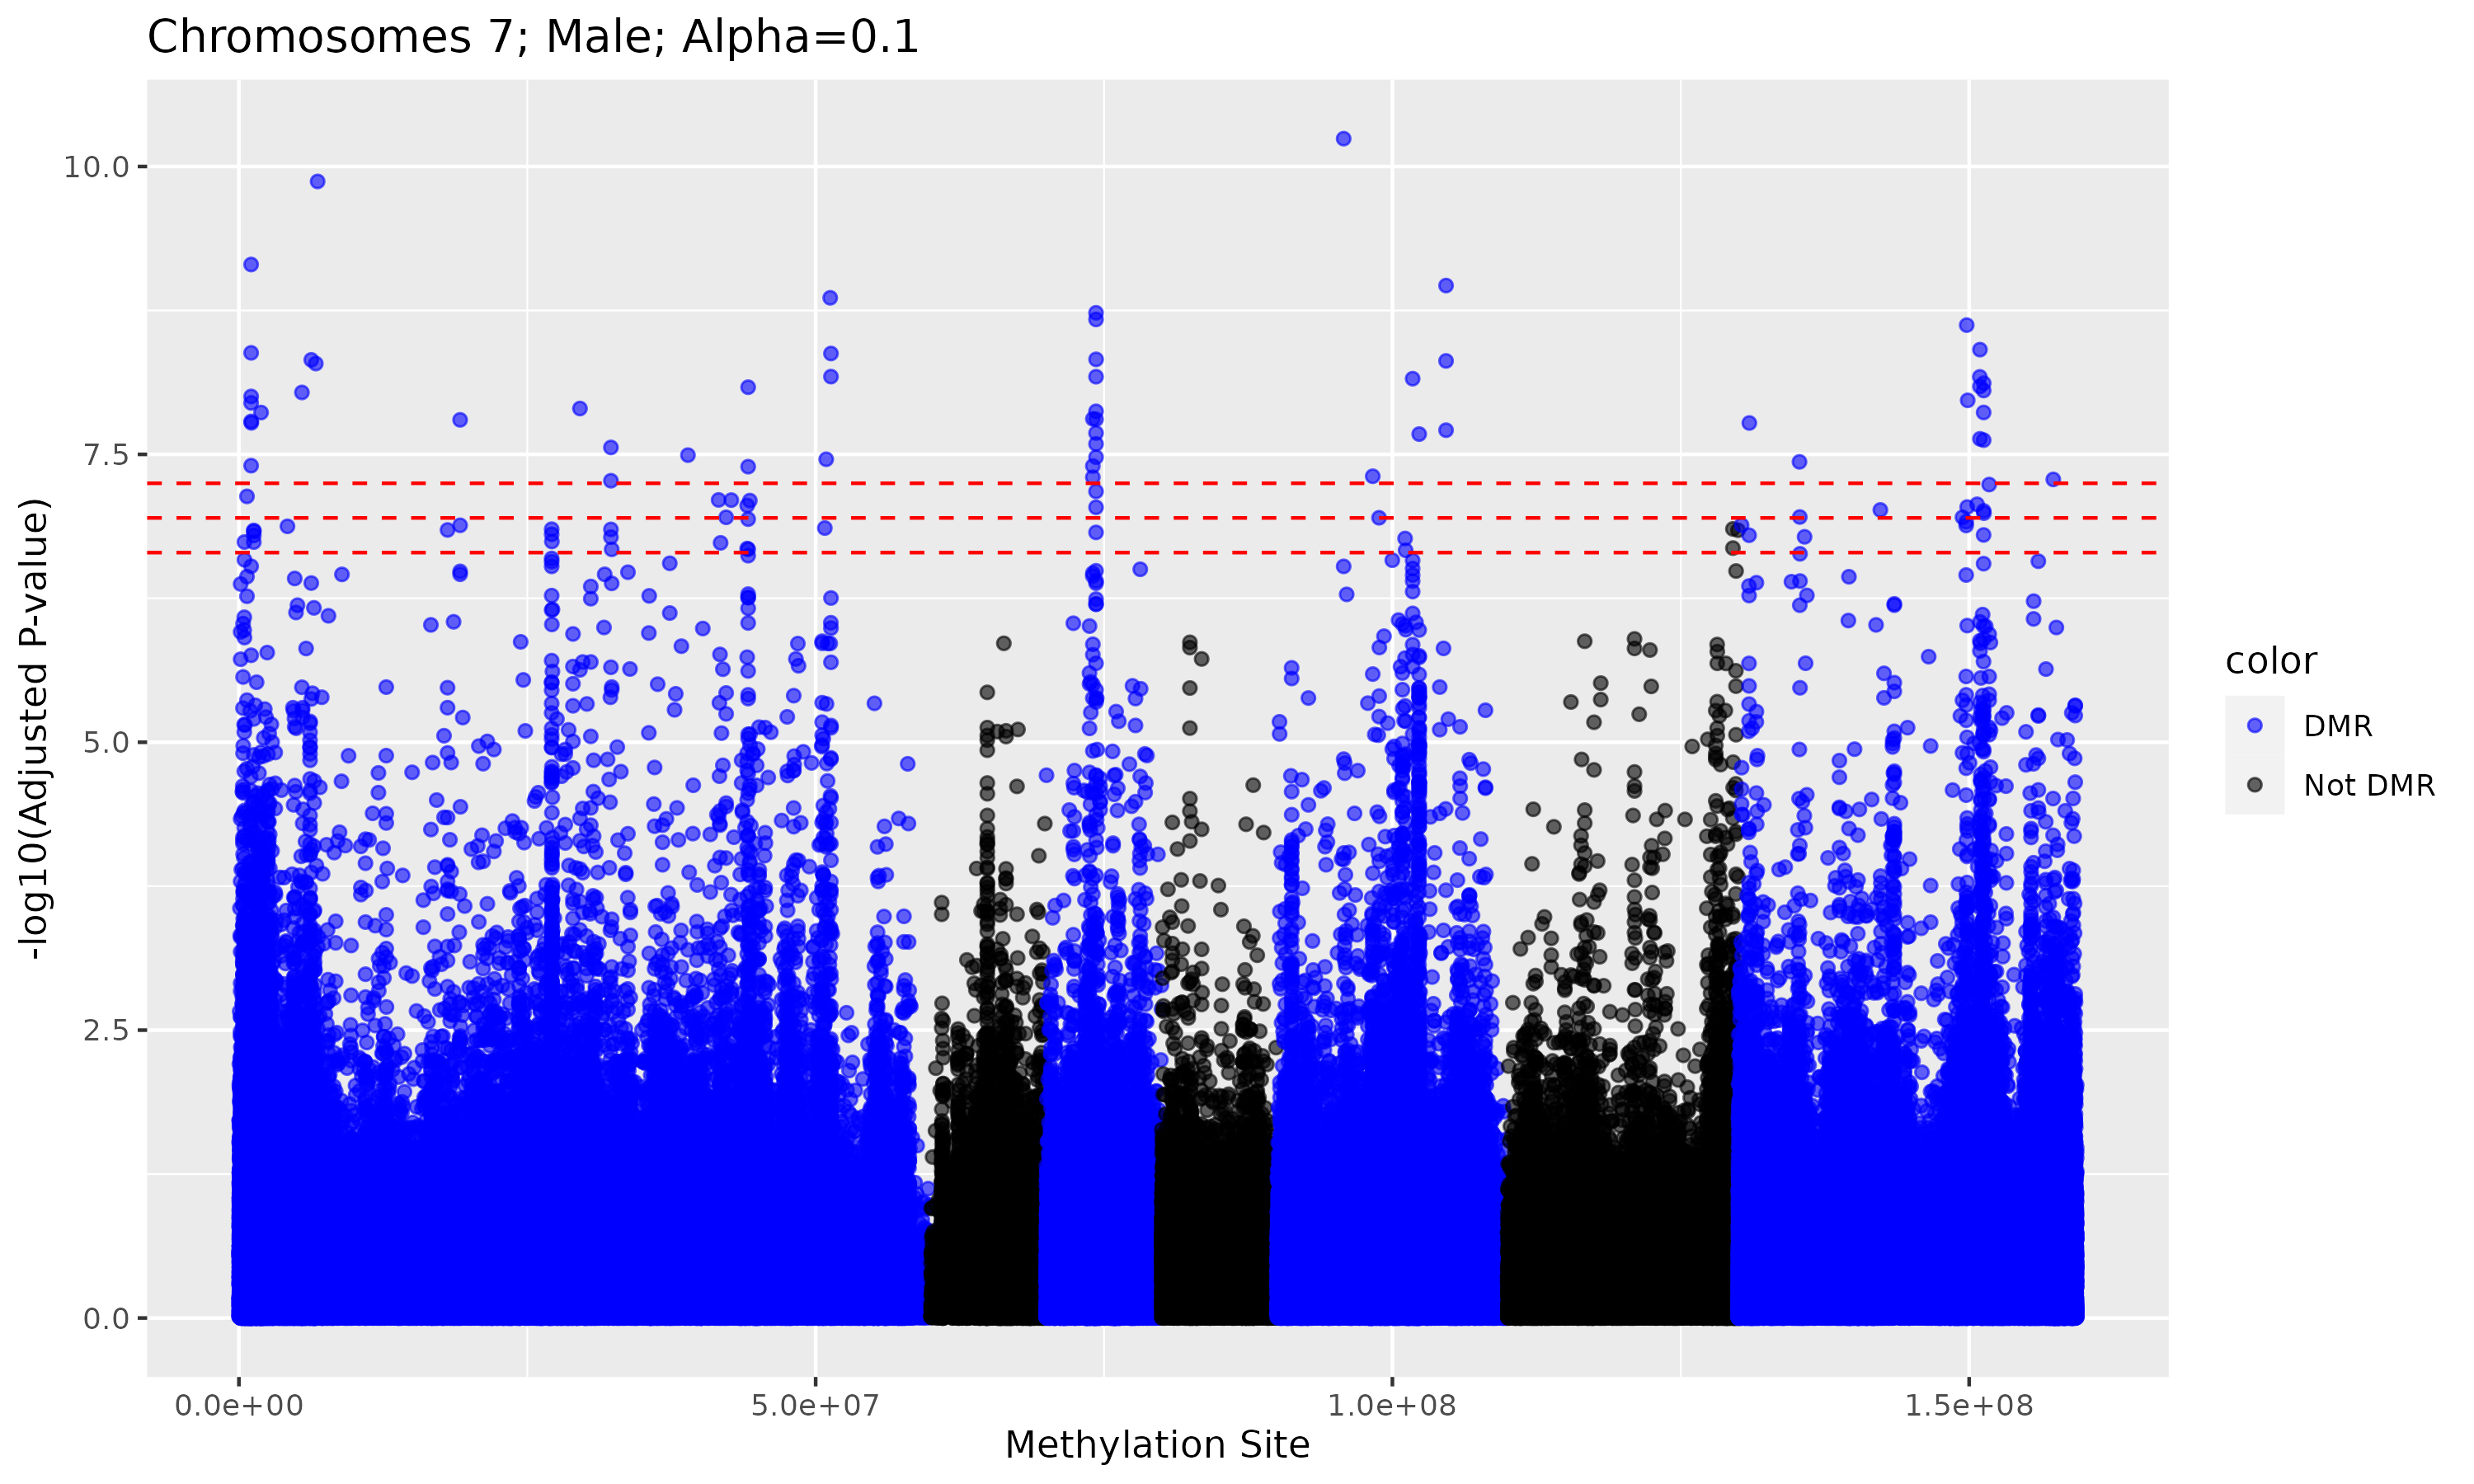 Chromosomes 7; Male; Alpha=0.1
-log10(Adjusted P-value)
10.0
7.5
5.0
2.5
0.0
0.0e+00
5.0e+07
1.0e+08
1.5e+08
Methylation Site
color
DMR
Not DMR